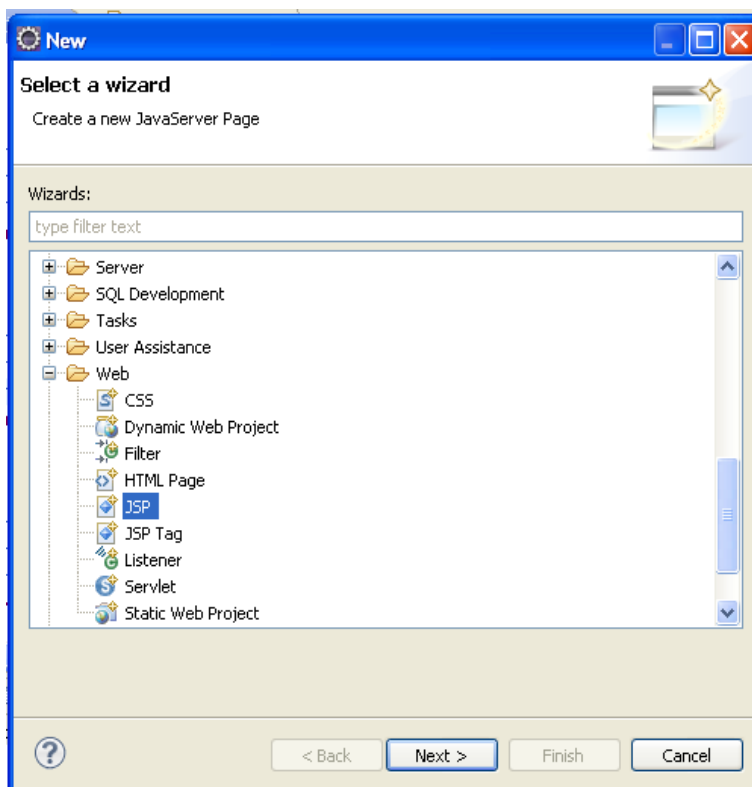 New
Select a wizard
Create a new JavaServer Page
Wizards:
type filter text
Server
SQL Development
Tasks
User Assistance
Web
CSS
Dynamic Web Project
Filter
HTML Page
JSP
JSP Tag
Listener
Servlet
Static Web Project
? < Back Next > Finish Cancel